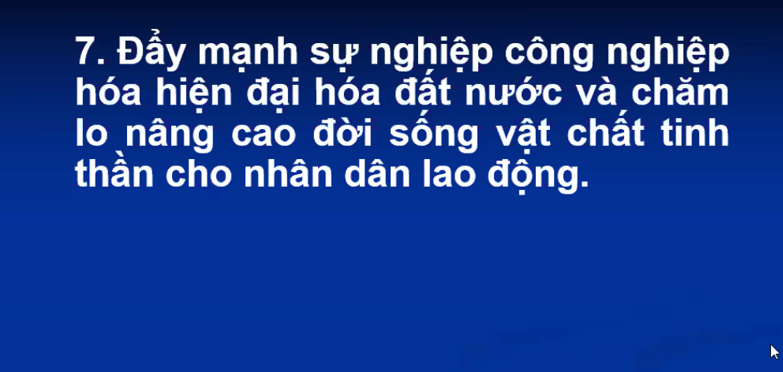 7. Đẩy mạnh sự nghiệp công nghiệp
hóa hiện đại hóa đất nước và chăm
lo nâng cao đời sống vật chất tinh
thần cho nhân dân lao động.